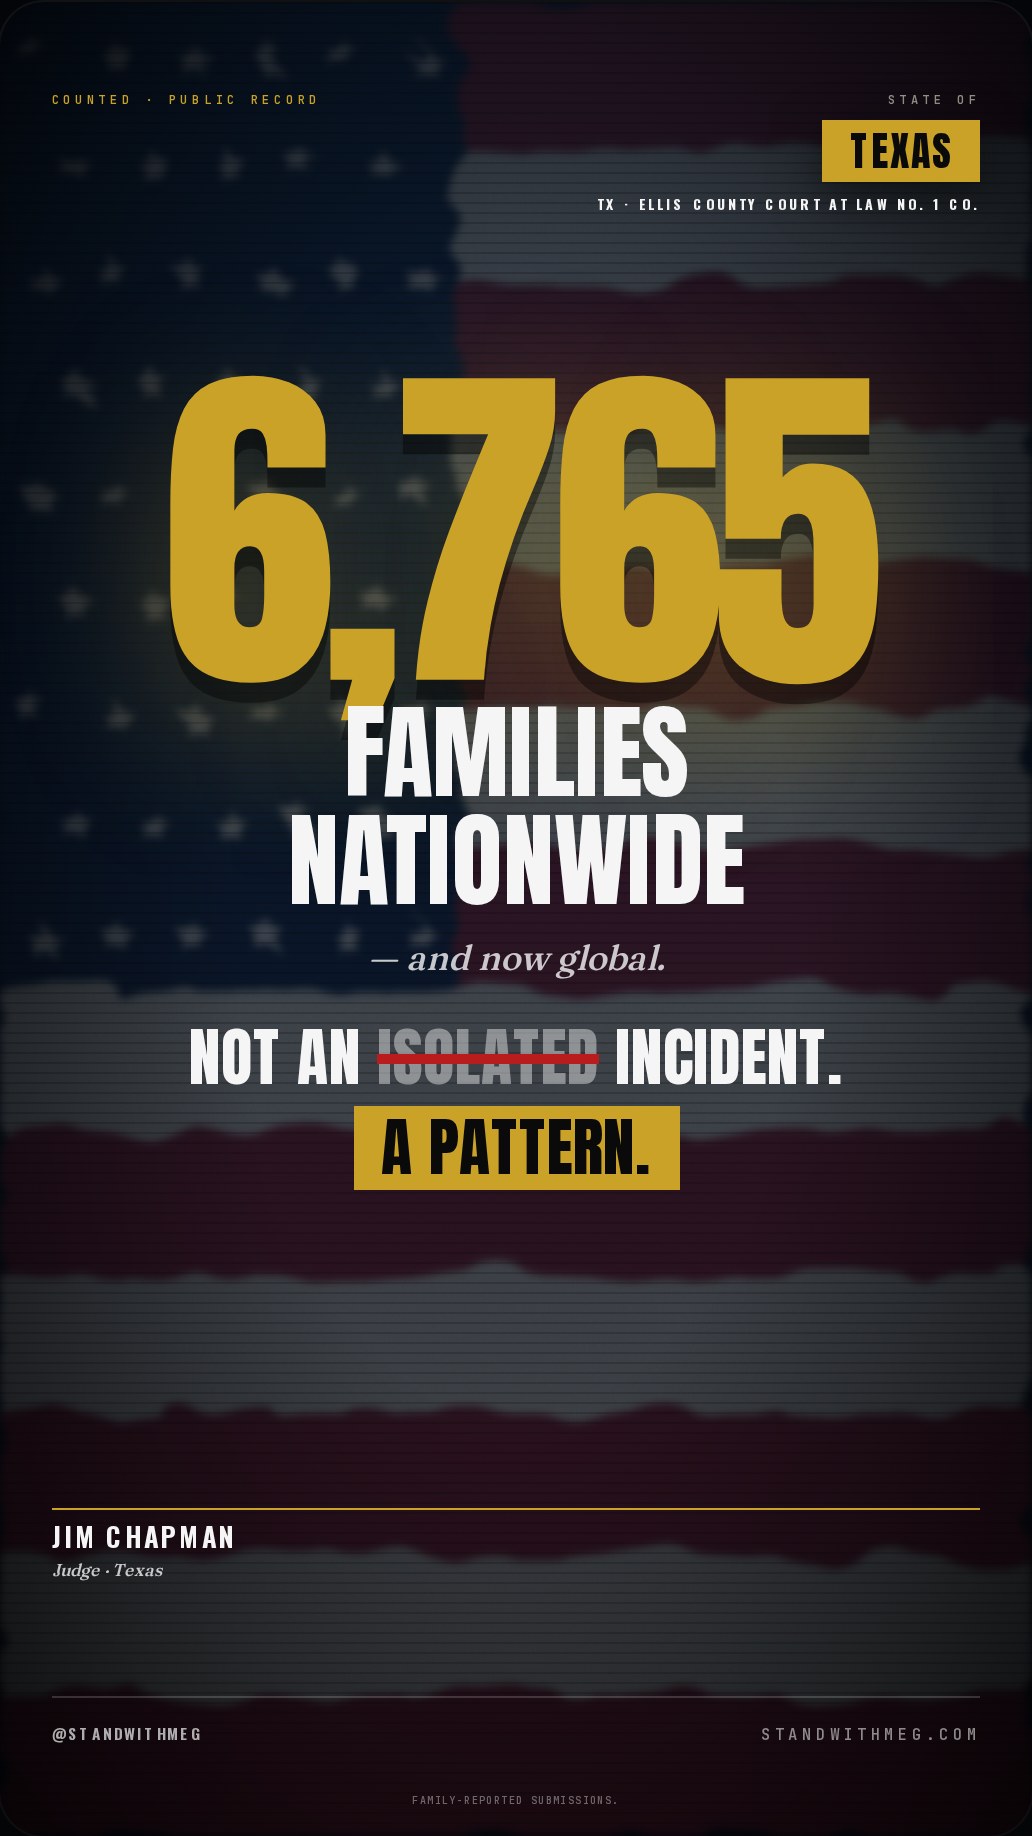 COUNTED · PUBLIC RECORD
STATE OF
TEXAS
TX · ELLIS COUNTY COURT AT LAW NO. 1 CO.
6,765
FAMILIES
NATIONWIDE
— and now global.
NOT AN ISOLATED INCIDENT.
A PATTERN.
JIM CHAPMAN
Judge · Texas
@STANDWITHMEG
STANDWITHMEG.COM
FAMILY-REPORTED SUBMISSIONS.